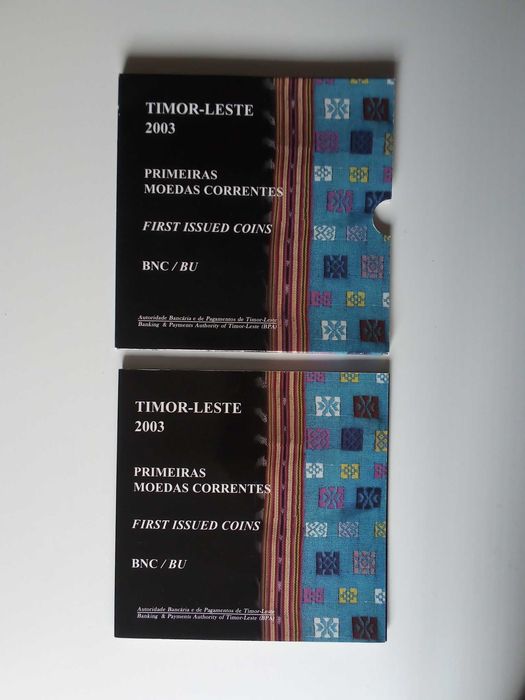 TIMOR-LESTE
2003
PRIMEIRAS
MOEDAS CORRENTES
FIRST ISSUED COINS
BNC / BU
Autoridade Bancária e de Pagamentos de Timor-Leste
Banking & Payments Authority of Timor-Leste (BPA)
TIMOR-LESTE
2003
PRIMEIRAS
MOEDAS CORRENTES
FIRST ISSUED COINS
BNC / BU
Autoridade Bancária e de Pagamentos de Timor-Leste
Banking & Payments Authority of Timor-Leste (BPA)